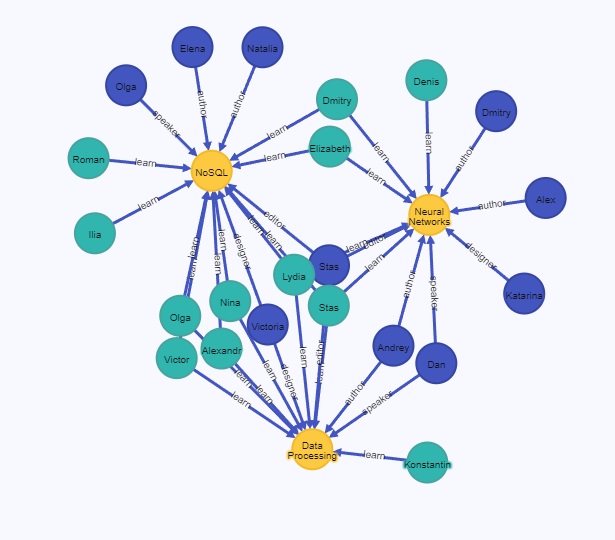 Elena
Natalia
Olga
speaker
author
author
Dmitry
Denis
Dmitry
learn
learn
learn
author
Roman
learn
NoSQL
learn
Elizabeth
learn
Alex
author
Ilia
learn
Neural
Networks
editor
learn
learn
learn
learn
learn
designer
learn
editor
learn
designer
Stas
Lydia
Katarina
Olga
Nina
Stas
author
speaker
Victoria
Victor
Alexandr
Andrey
Dan
learn
editor
learn
learn
designer
learn
learn
learn
author
speaker
Data
Processing
learn
Konstantin